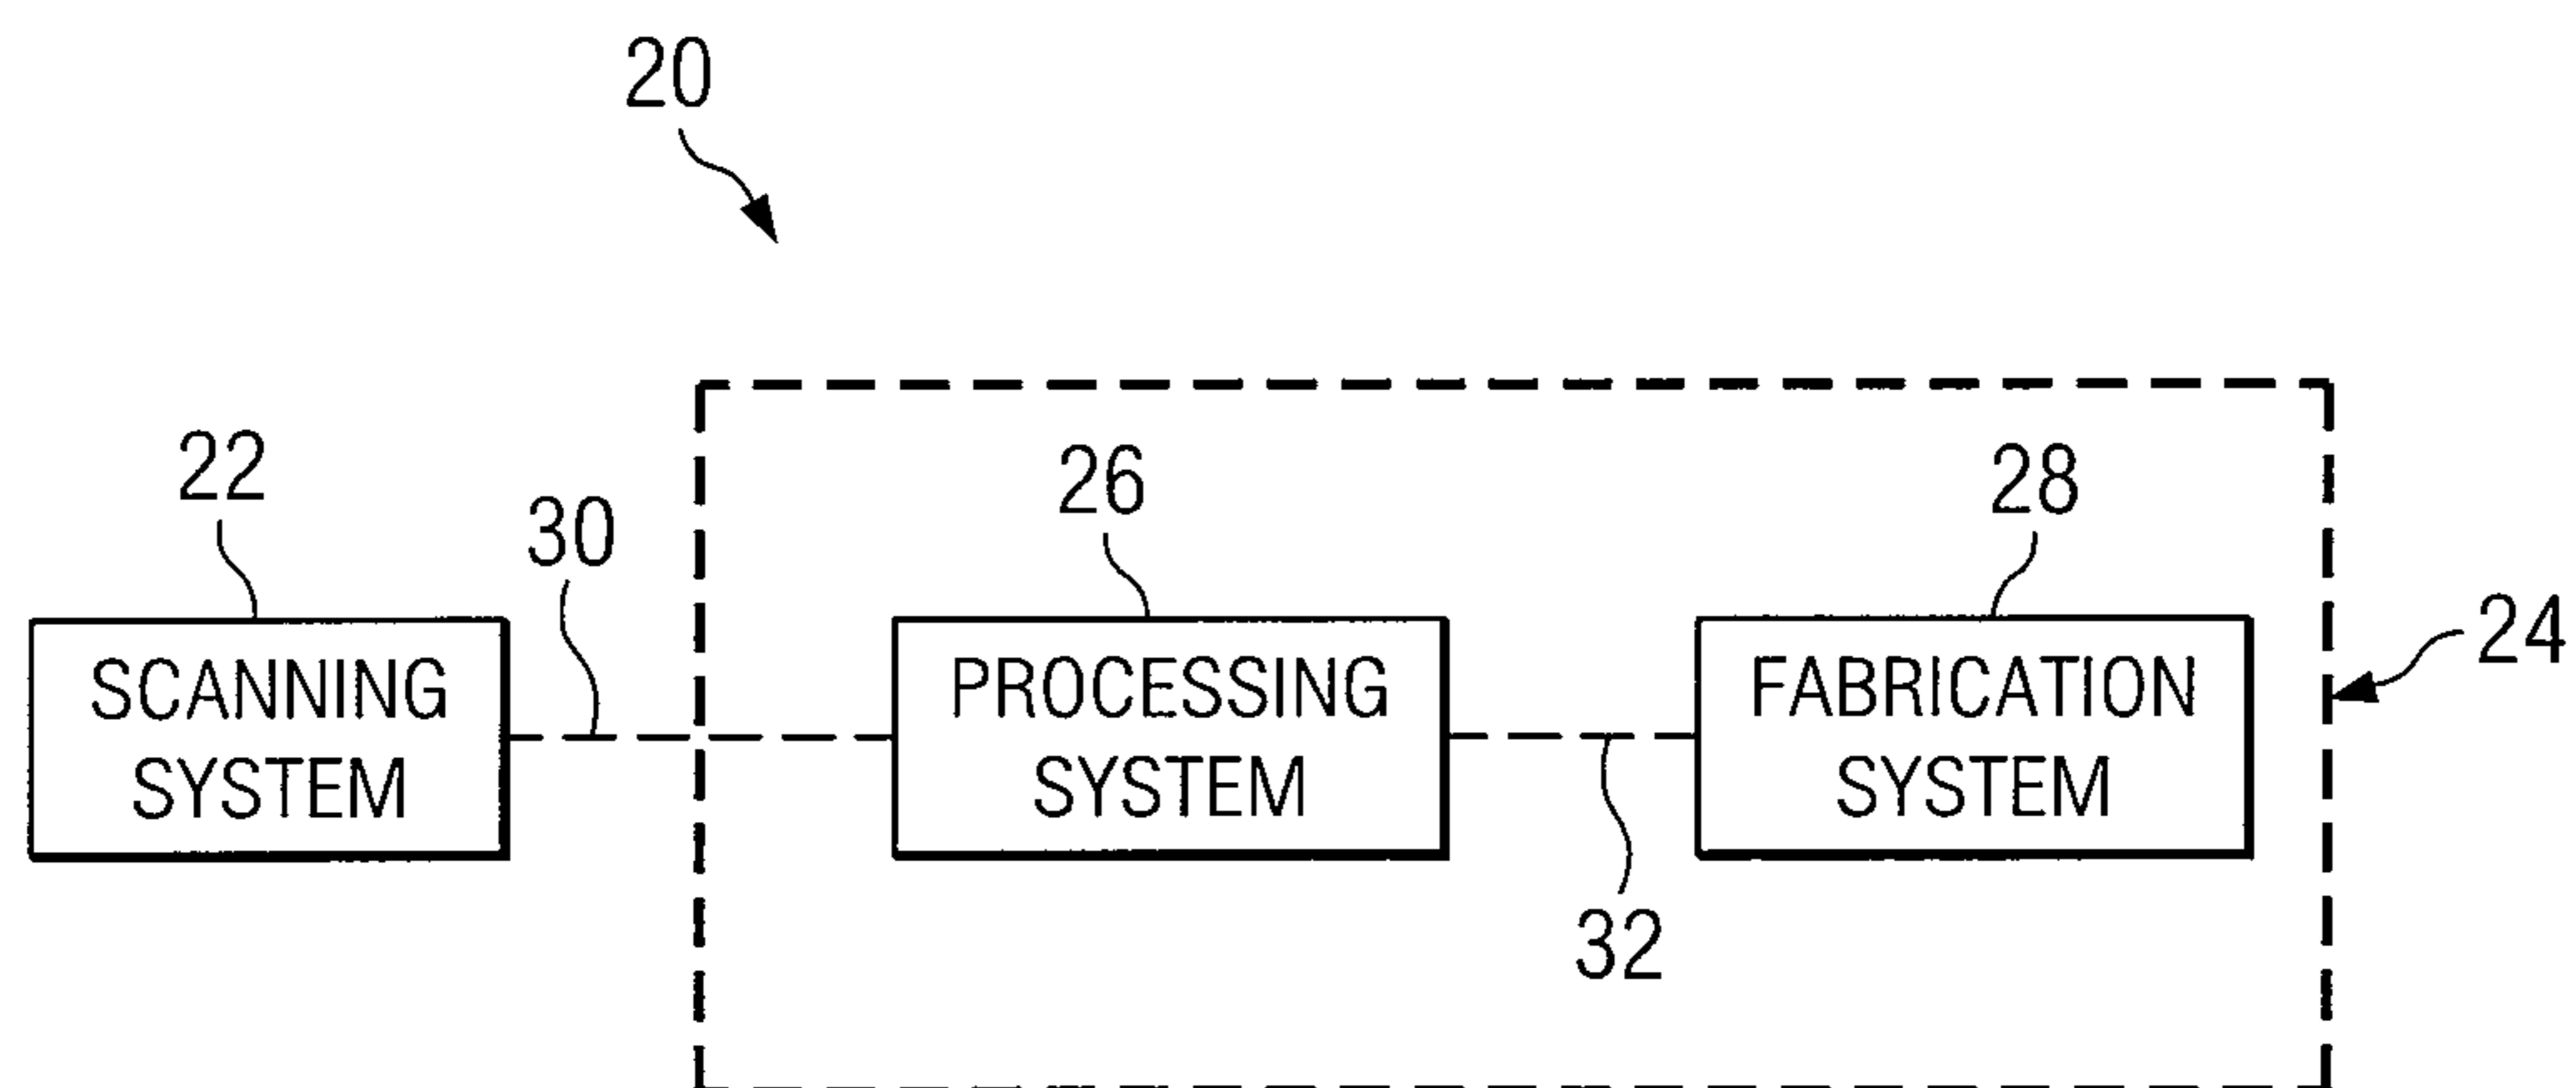 20
22
30
26
28
24
SCANNING
SYSTEM
PROCESSING
SYSTEM
FABRICATION
SYSTEM
32